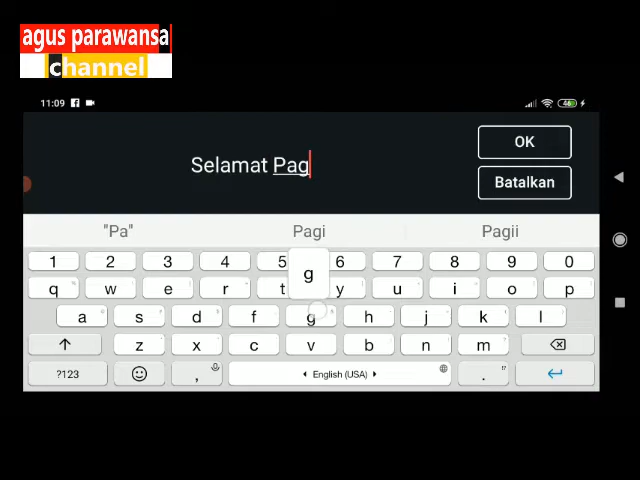 agus parawansa
channel
11:09
44
Selamat Pag
OK
Batalkan
"Pa" Pagi Pagii
1 2 3 4 5 6 7 8 9 0
g
q w e r t y u i o p
a s d f g h j k l
z x c v b n m
?123 , English (USA) .